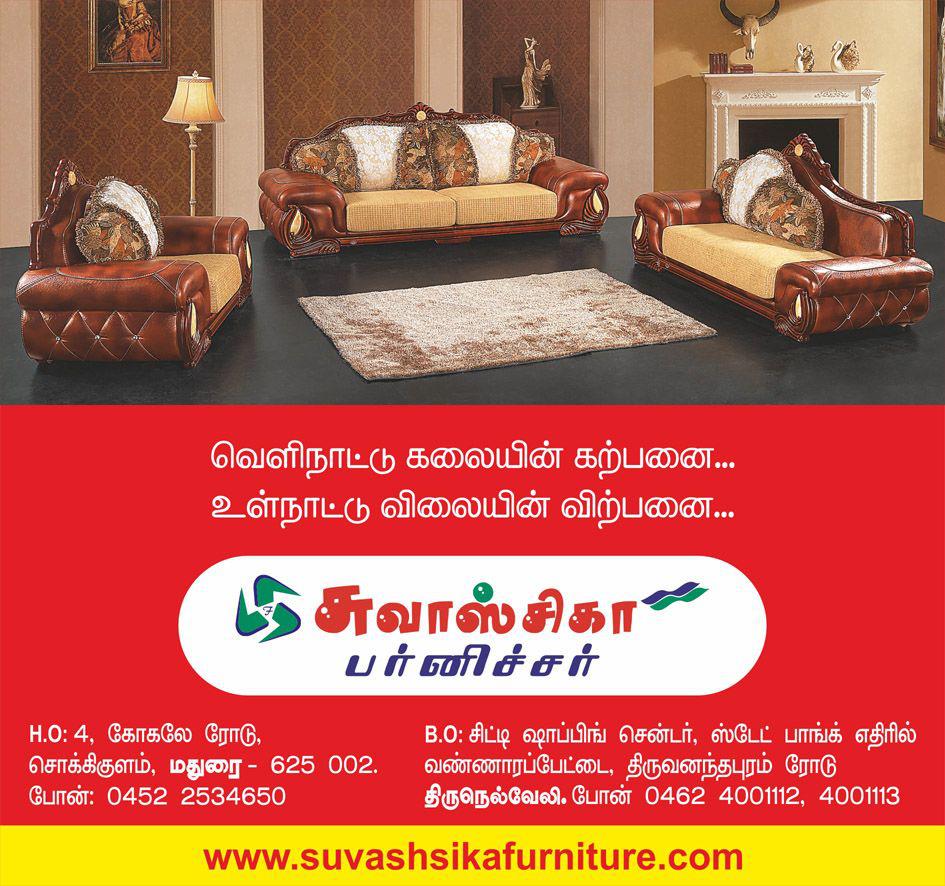 வெளிநாட்டு கலையின் கற்பனை...
உள்நாட்டு விலையின் விற்பனை...
சுவாஸ்சிகா
பர்னிச்சர்
H.O: 4, கோகலே ரோடு,
சொக்கிகுளம், மதுரை - 625 002.
போன்: 0452 2534650
B.O: சிட்டி ஷாப்பிங் சென்டர், ஸ்டேட் பாங்க் எதிரில்
வண்ணாரப்பேட்டை, திருவனந்தபுரம் ரோடு
திருநெல்வேலி. போன் 0462 4001112, 4001113
www.suvashsikafurniture.com